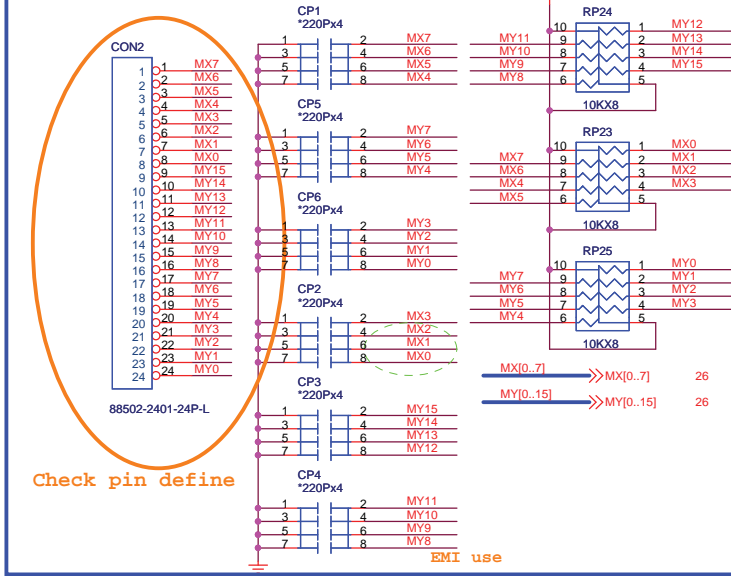 CON2
1 1 MX7
2 2 MX6
3 3 MX5
4 4 MX4
5 5 MX3
6 6 MX2
7 7 MX1
8 8 MX0
9 9 MY15
10 10 MY14
11 11 MY13
12 12 MY12
13 13 MY11
14 14 MY10
15 15 MY9
16 16 MY8
17 17 MY7
18 18 MY6
19 19 MY5
20 20 MY4
21 21 MY3
22 22 MY2
23 23 MY1
24 24 MY0
88502-2401-24P-L
Check pin define
CP1
*220Px4
1 2 MX7
3 4 MX6
5 6 MX5
7 8 MX4
CP5
*220Px4
1 2 MY7
3 4 MY6
5 6 MY5
7 8 MY4
CP6
*220Px4
1 2 MY3
3 4 MY2
5 6 MY1
7 8 MY0
CP2
*220Px4
1 2 MX3
3 4 MX2
5 6 MX1
7 8 MX0
CP3
*220Px4
1 2 MY15
3 4 MY14
5 6 MY13
7 8 MY12
CP4
*220Px4
1 2 MY11
3 4 MY10
5 6 MY9
7 8 MY8
EMI use
RP24
10 1 MY12
MY11 9 2 MY13
MY10 8 3 MY14
MY9 7 4 MY15
MY8 6 5
10KX8
RP23
10 1 MX0
MX7 9 2 MX1
MX6 8 3 MX2
MX4 7 4 MX3
MX5 6 5
10KX8
RP25
10 1 MY0
MY7 9 2 MY1
MY6 8 3 MY2
MY5 7 4 MY3
MY4 6 5
10KX8
MX[0..7] MX[0..7] 26
MY[0..15] MY[0..15] 26